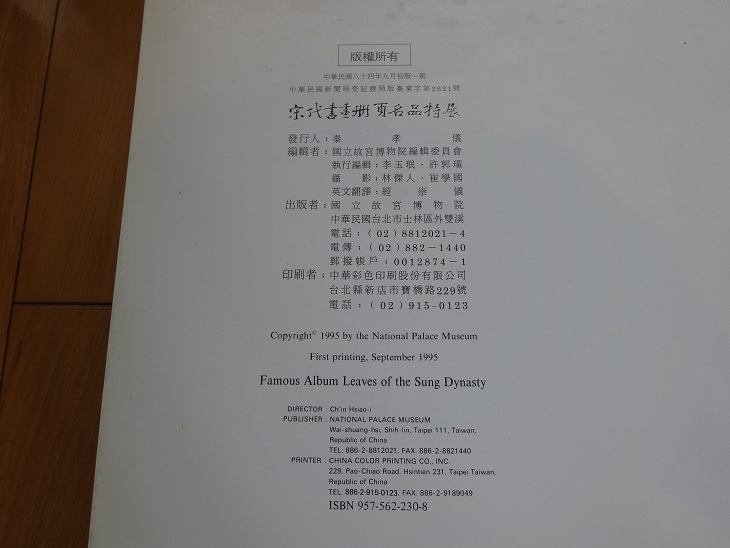 版權所有
中華民國八十四年九月初版一刷
中華民國新聞局登記證局版臺業字第2621號
宋代書畫冊頁名品特展
發行人：秦孝儀
編輯者：國立故宮博物院編輯委員會
執行編輯：李玉珉．許郭璜
攝影：林傑人．崔學國
英文翻譯：經崇儀
出版者：國立故宮博物院
中華民國台北市士林區外雙溪
電話：(02)8812021－4
電傳：(02)882－1440
郵撥帳戶：0012874－1
印刷者：中華彩色印刷股份有限公司
台北縣新店市寶橋路229號
電話：(02)915-0123
Copyright© 1995 by the National Palace Museum
First printing, September 1995
Famous Album Leaves of the Sung Dynasty
DIRECTOR : Ch'in Hsiao-i
PUBLISHER : NATIONAL PALACE MUSEUM
Wai-shuang-hsi, Shih-lin, Taipei 111, Taiwan,
Republic of China
TEL: 886-2-8812021, FAX: 886-2-8821440
PRINTER : CHINA COLOR PRINTING CO., INC.
229, Pao-Chiao Road. Hsintien 231, Taipei Taiwan,
Republic of China
TEL: 886-2-915-0123, FAX: 886-2-9189049
ISBN 957-562-230-8